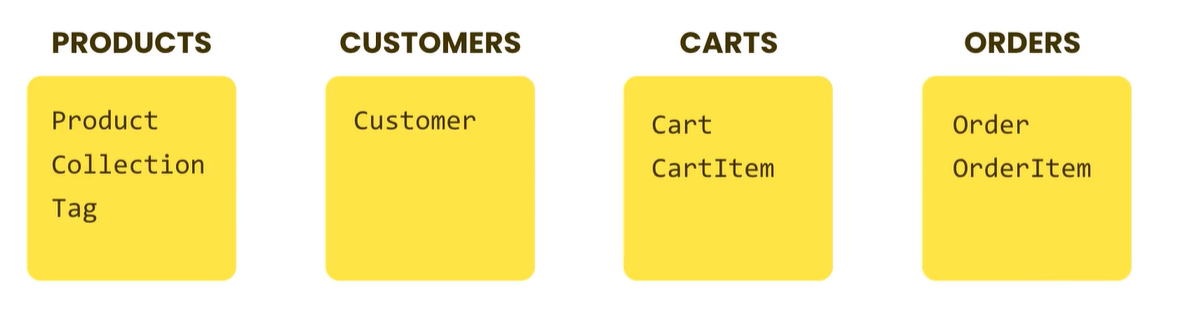 PRODUCTS
Product
Collection
Tag
CUSTOMERS
Customer
CARTS
Cart
CartItem
ORDERS
Order
OrderItem